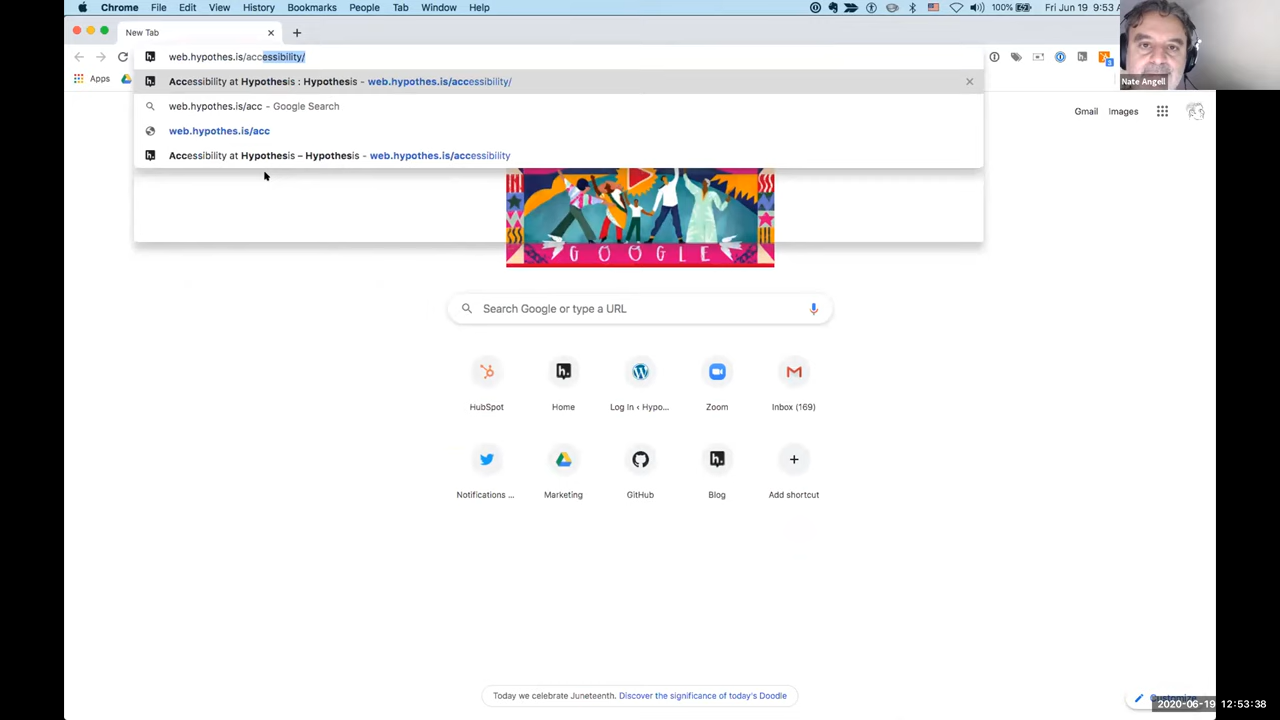 Chrome File Edit View History Bookmarks People Tab Window Help 100% Fri Jun 19 9:53 A
New Tab
web.hypothes.is/accessibility/
3
Nate Angell
Apps
Accessibility at Hypothesis : Hypothesis - web.hypothes.is/accessibility/
web.hypothes.is/acc - Google Search
web.hypothes.is/acc
Accessibility at Hypothesis – Hypothesis - web.hypothes.is/accessibility
Gmail Images
GOOGLE
Search Google or type a URL
HubSpot Home Log In ‹ Hypo... Zoom Inbox (169)
Notifications ... Marketing GitHub Blog Add shortcut
Today we celebrate Juneteenth. Discover the significance of today's Doodle
Customize
2020-06-19 12:53:38